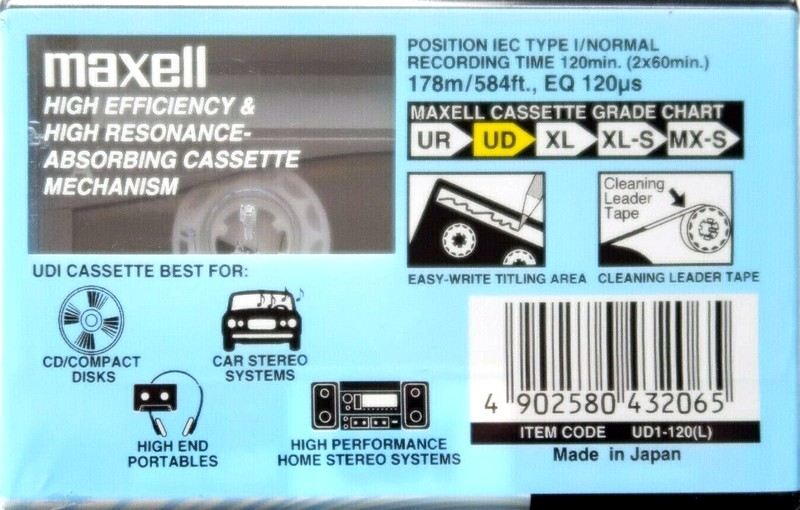 maxell
HIGH EFFICIENCY &
HIGH RESONANCE-
ABSORBING CASSETTE
MECHANISM
POSITION IEC TYPE I/NORMAL
RECORDING TIME 120min. (2x60min.)
178m/584ft., EQ 120μs
MAXELL CASSETTE GRADE CHART
UR UD XL XL-S MX-S
Cleaning
Leader
Tape
EASY-WRITE TITLING AREA
CLEANING LEADER TAPE
UDI CASSETTE BEST FOR:
CD/COMPACT
DISKS
CAR STEREO
SYSTEMS
HIGH END
PORTABLES
HIGH PERFORMANCE
HOME STEREO SYSTEMS
4 902580 432065
ITEM CODE UD1-120(L)
Made in Japan